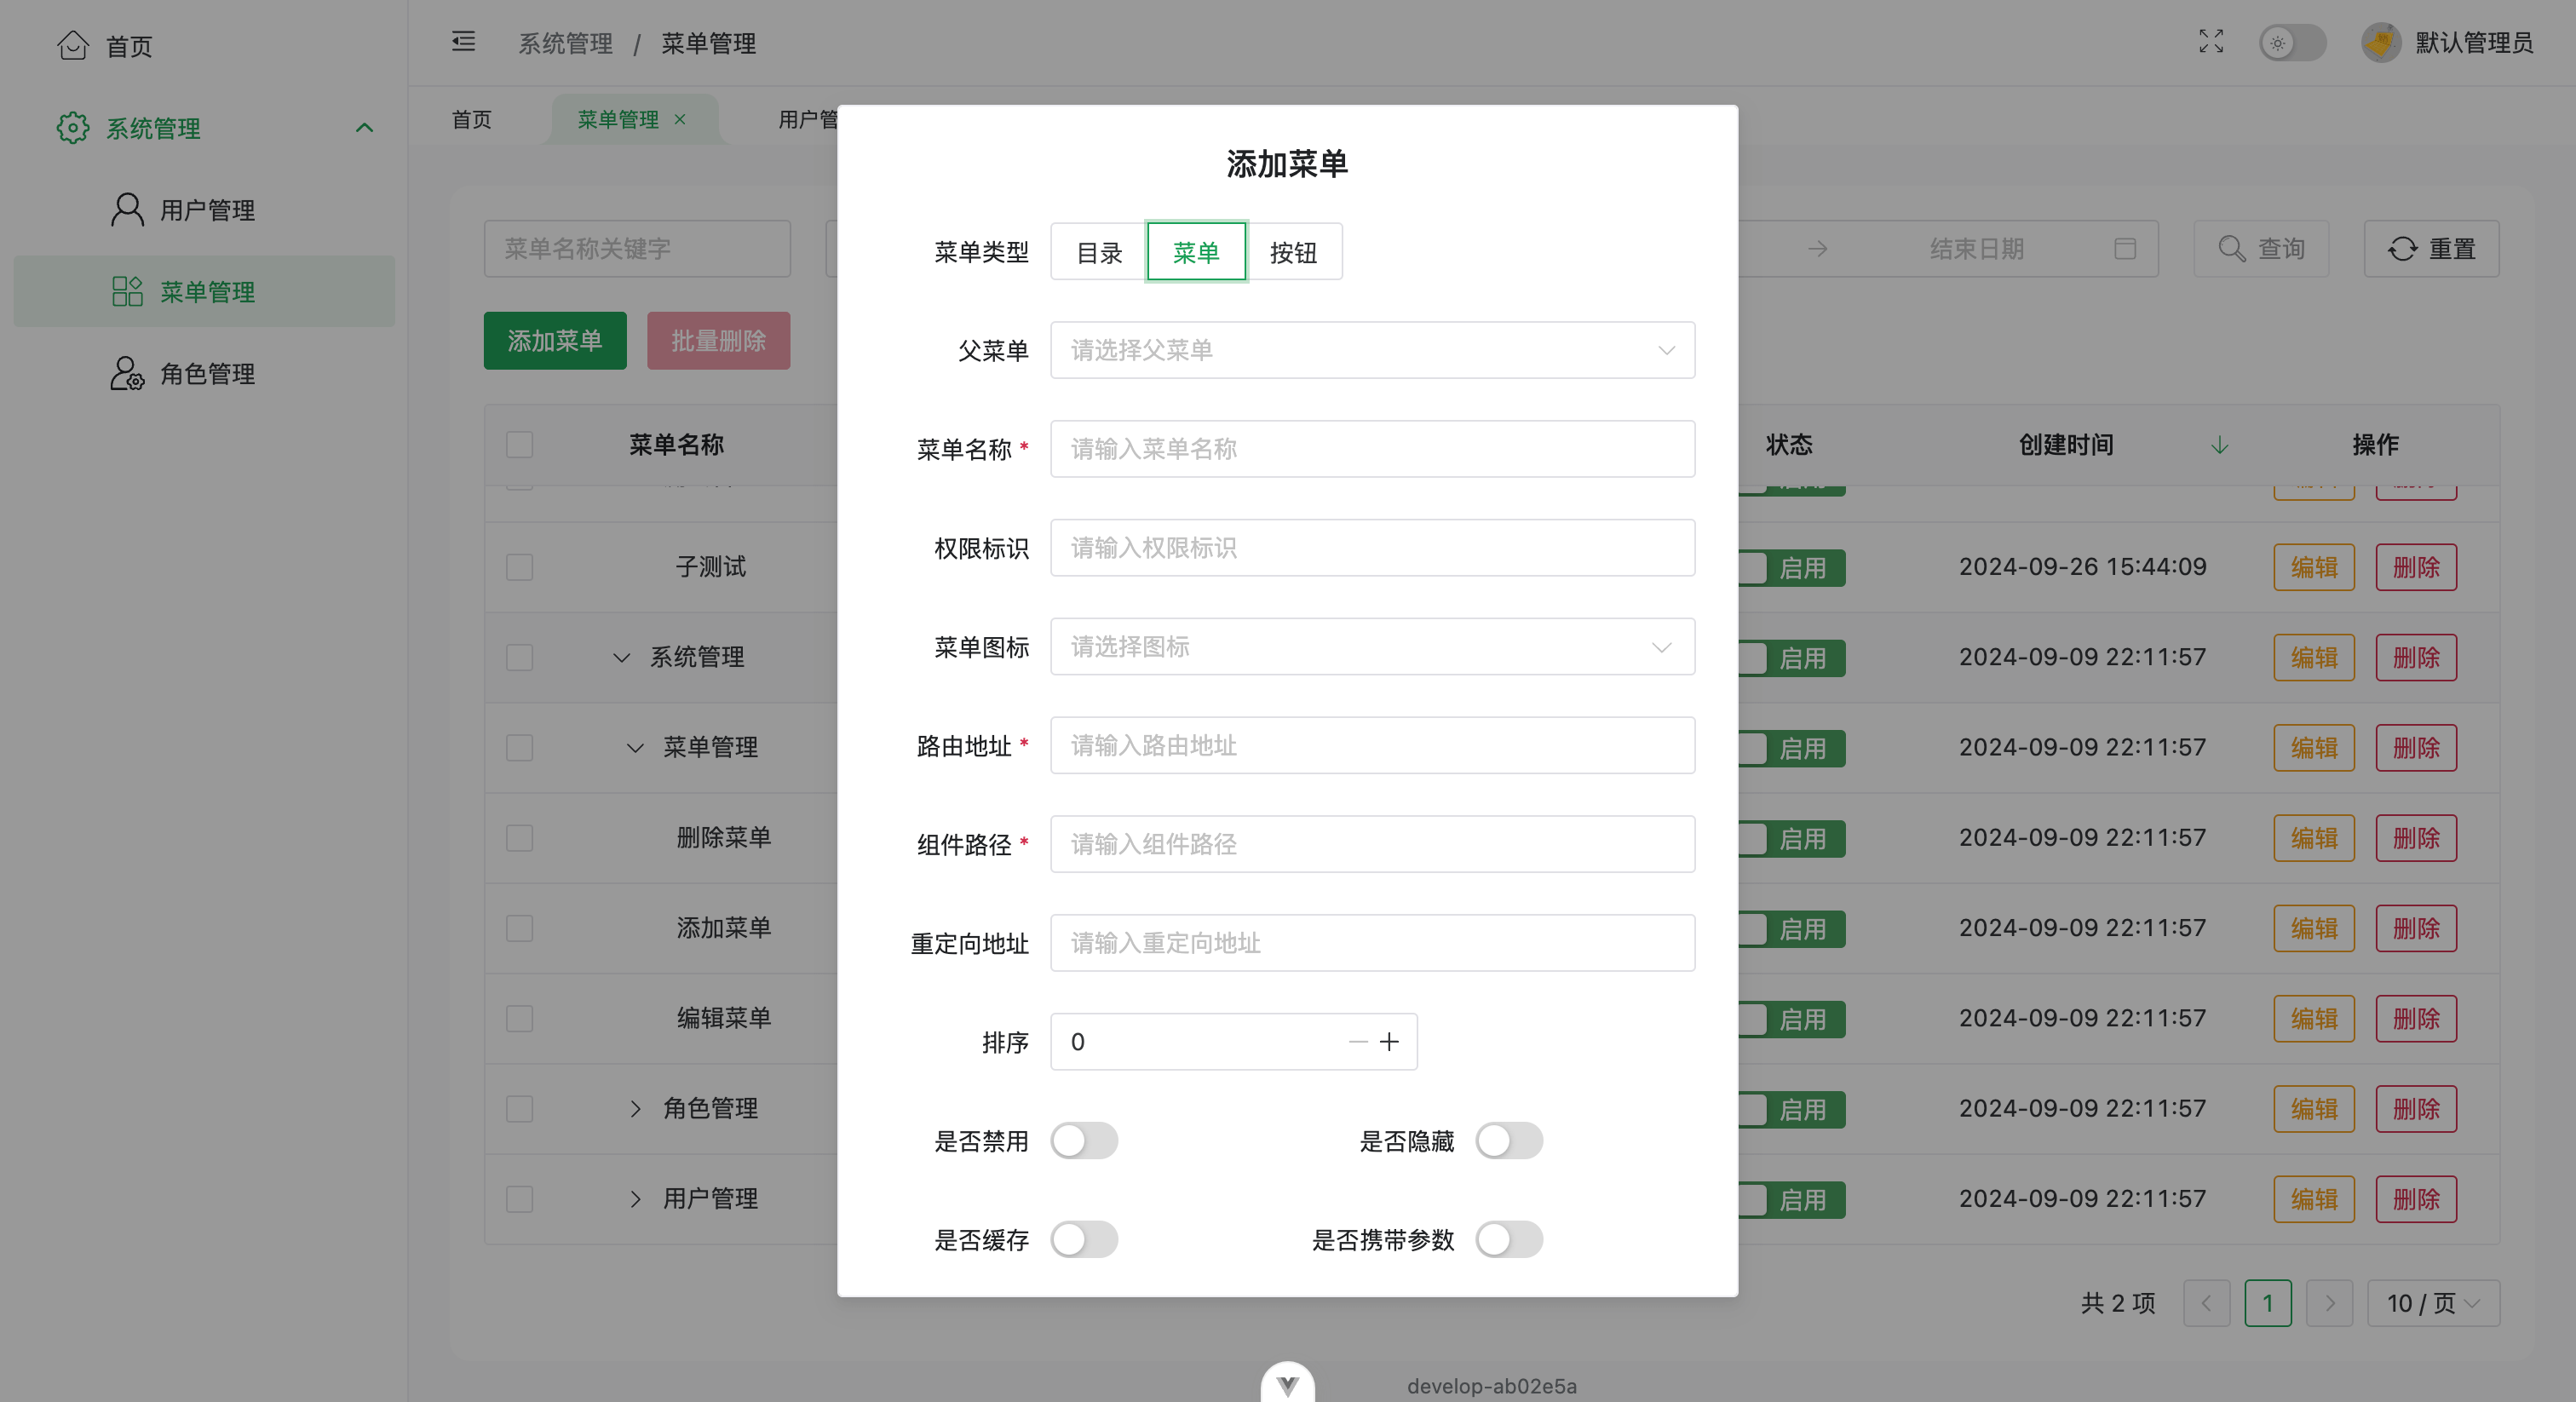 首页
系统管理
用户管理
菜单管理
角色管理
系统管理 / 菜单管理
默认管理员
首页
菜单管理
用户管
菜单名称关键字
结束日期
查询
重置
添加菜单
批量删除
菜单名称
状态
创建时间
操作
子测试
启用
2024-09-26 15:44:09
编辑
删除
系统管理
启用
2024-09-09 22:11:57
编辑
删除
菜单管理
启用
2024-09-09 22:11:57
编辑
删除
删除菜单
启用
2024-09-09 22:11:57
编辑
删除
添加菜单
启用
2024-09-09 22:11:57
编辑
删除
编辑菜单
启用
2024-09-09 22:11:57
编辑
删除
角色管理
启用
2024-09-09 22:11:57
编辑
删除
用户管理
启用
2024-09-09 22:11:57
编辑
删除
共 2 项
1
10 / 页
添加菜单
菜单类型
目录
菜单
按钮
父菜单
请选择父菜单
菜单名称 *
请输入菜单名称
权限标识
请输入权限标识
菜单图标
请选择图标
路由地址 *
请输入路由地址
组件路径 *
请输入组件路径
重定向地址
请输入重定向地址
排序
0
是否禁用
是否隐藏
是否缓存
是否携带参数
develop-ab02e5a